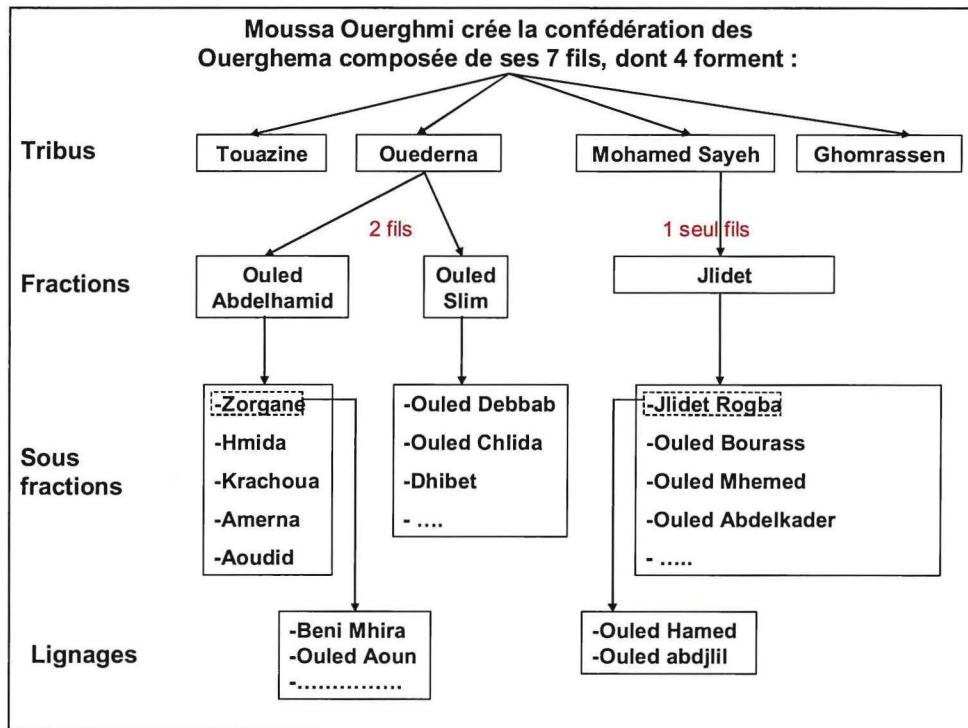 Moussa Ouerghmi crée la confédération des
Ouerghema composée de ses 7 fils, dont 4 forment :
Tribus
Touazine
Ouederna
Mohamed Sayeh
Ghomrassen
2 fils
1 seul fils
Fractions
Ouled
Abdelhamid
Ouled
Slim
Jlidet
Sous
fractions
-Zorgane
-Hmida
-Krachoua
-Amerna
-Aoudid
-Ouled Debbab
-Ouled Chlida
-Dhibet
- ....
-Jlidet Rogba
-Ouled Bourass
-Ouled Mhemed
-Ouled Abdelkader
- .....
Lignages
-Beni Mhira
-Ouled Aoun
-...............
-Ouled Hamed
-Ouled abdjlil